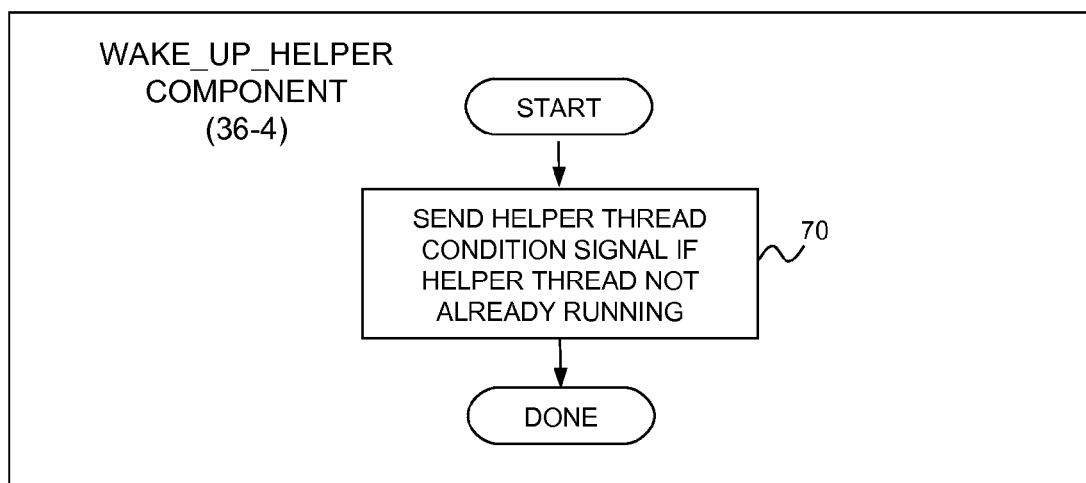 WAKE_UP_HELPER
COMPONENT
(36-4)
START
SEND HELPER THREAD
CONDITION SIGNAL IF
HELPER THREAD NOT
ALREADY RUNNING
70
DONE